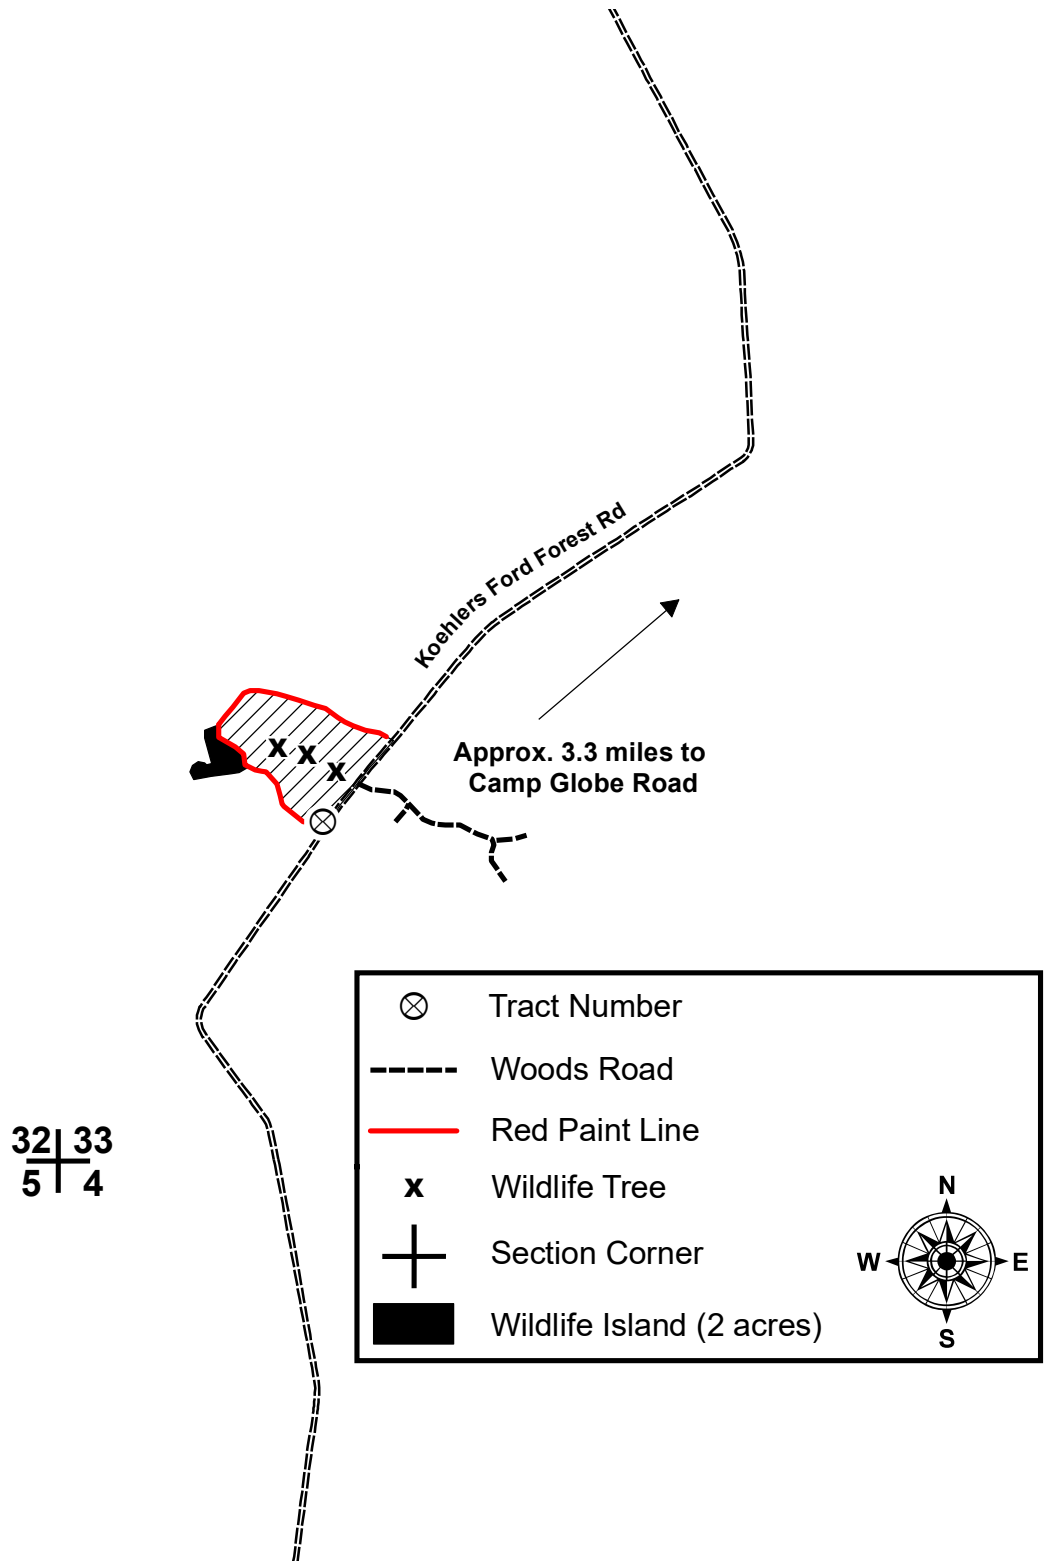 Koehlers Ford Forest Rd
x x x
Approx. 3.3 miles to
Camp Globe Road
Tract Number
Woods Road
Red Paint Line
x Wildlife Tree
Section Corner
Wildlife Island (2 acres)
N
W E
S
32 33
5 4